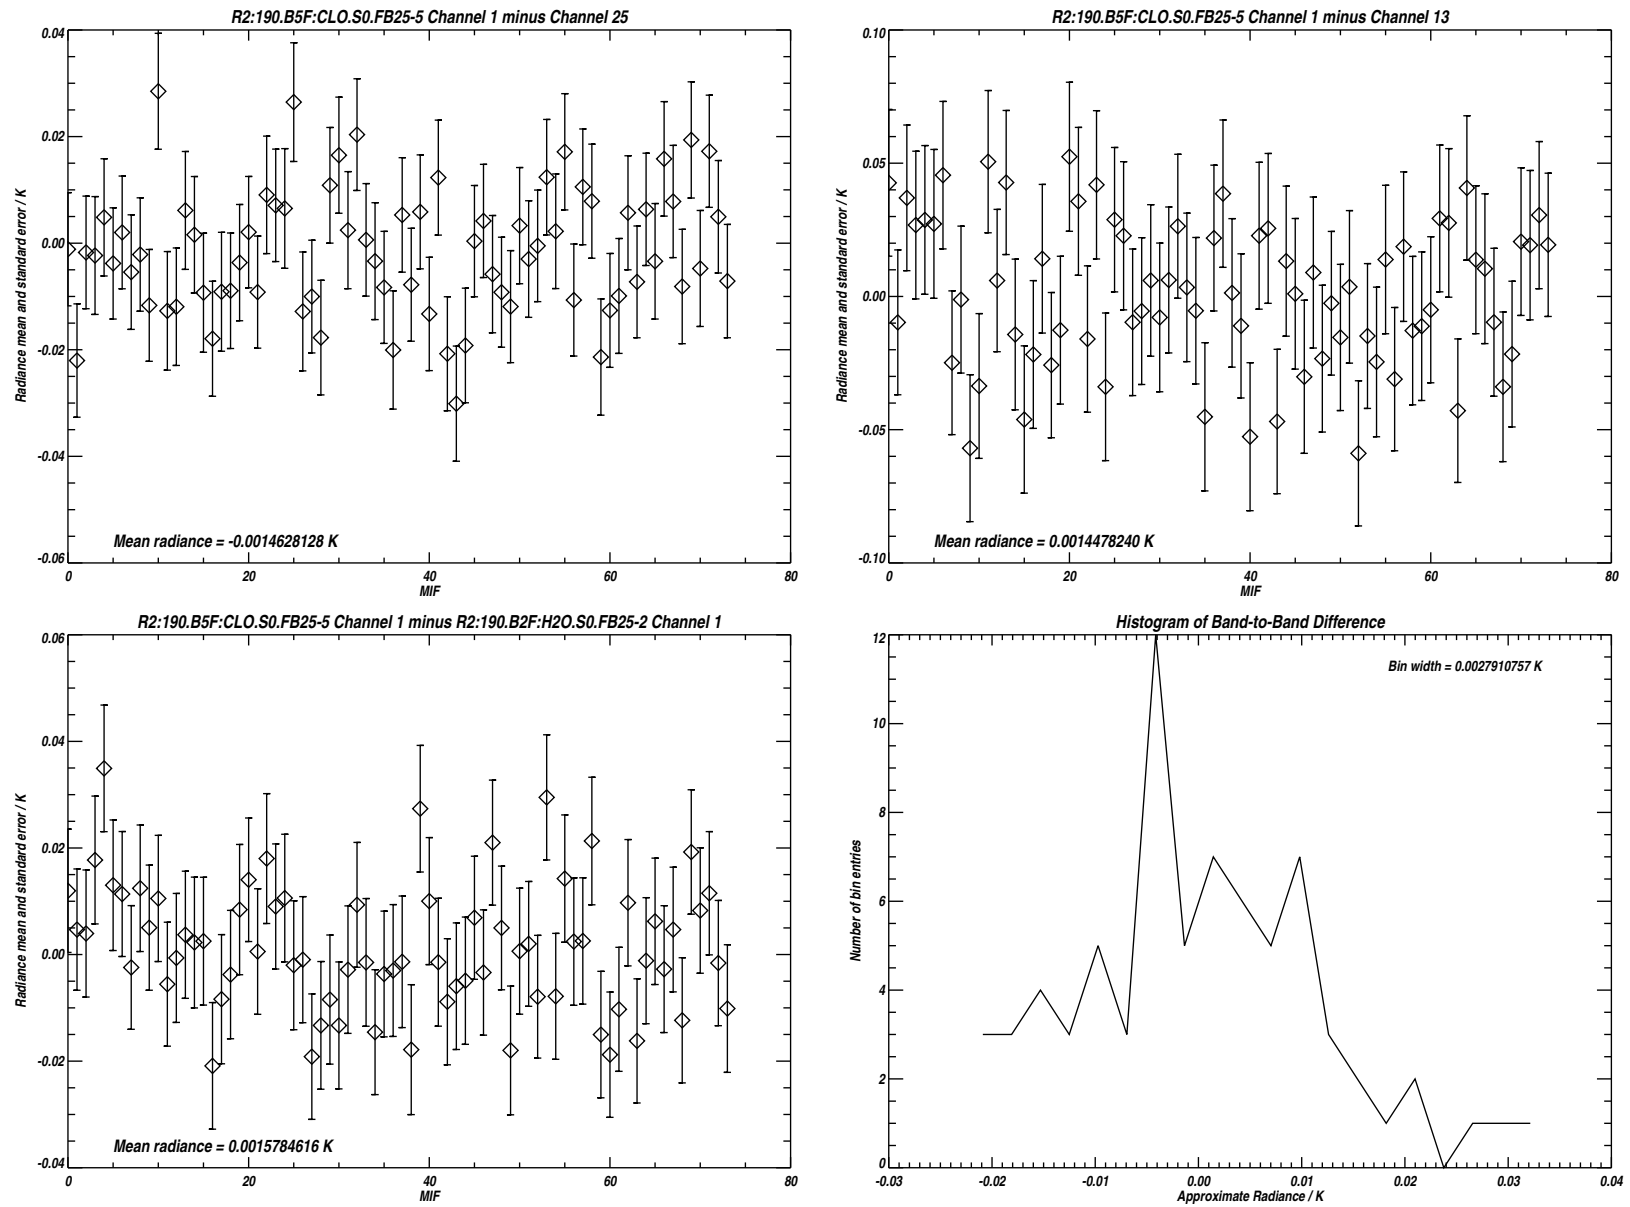 R2:190.B5F:CLO.S0.FB25-5 Channel 1 minus Channel 25
0.04
0.02
0.00
-0.02
-0.04
-0.06
Radiance mean and standard error / K
Mean radiance = -0.0014628128 K
0 20 40 60 80
MIF
R2:190.B5F:CLO.S0.FB25-5 Channel 1 minus Channel 13
0.10
0.05
0.00
-0.05
-0.10
Radiance mean and standard error / K
Mean radiance = 0.0014478240 K
0 20 40 60 80
MIF
R2:190.B5F:CLO.S0.FB25-5 Channel 1 minus R2:190.B2F:H2O.S0.FB25-2 Channel 1
0.06
0.04
0.02
0.00
-0.02
-0.04
Radiance mean and standard error / K
Mean radiance = 0.0015784616 K
0 20 40 60 80
MIF
Histogram of Band-to-Band Difference
12
10
8
6
4
2
0
Number of bin entries
Bin width = 0.0027910757 K
-0.03 -0.02 -0.01 0.00 0.01 0.02 0.03 0.04
Approximate Radiance / K